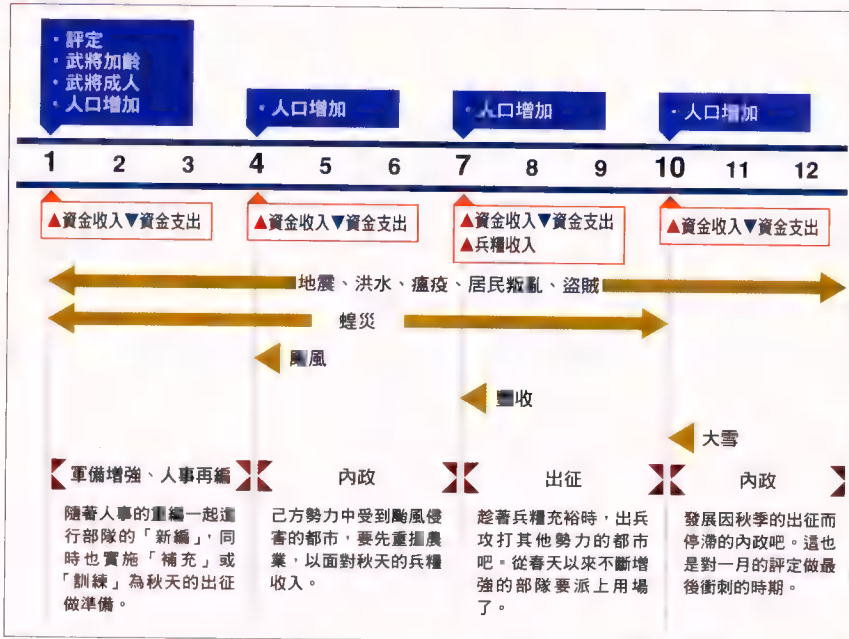 ・評定
・武將加齡
・武將成人
・人口增加
・人口增加
・人口增加
・人口增加
1 2 3 4 5 6 7 8 9 10 11 12
▲資金收入▼資金支出
▲資金收入▼資金支出
▲資金收入▼資金支出
▲兵糧收入
▲資金收入▼資金支出
地震、洪水、瘟疫、居民叛亂、盜賊
蝗災
颱風
豐收
大雪
軍備增強、人事再編
隨著人事的重編一起進
行部隊的「新編」，同
時也實施「補充」或
「訓練」為秋天的出征
做準備。
內政
己方勢力中受到颱風侵
害的都市，要先重振農
業，以面對秋天的兵糧
收入。
出征
趁著兵糧充裕時，出兵
攻打其他勢力的都市
吧。從春天以來不斷增
強的部隊要派上用場
了。
內政
發展因秋季的出征而
停滯的內政吧。這也
是對一月的評定做最
後衝刺的時期。